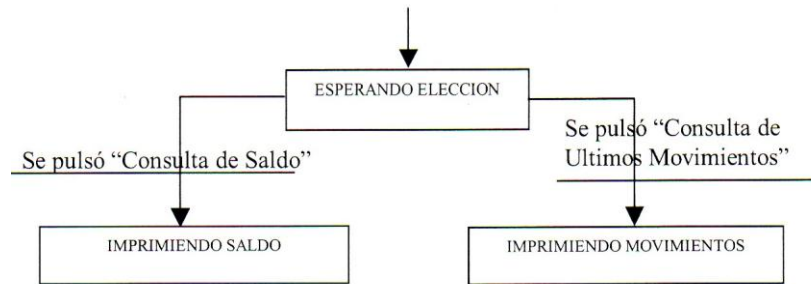 ESPERANDO ELECCION
Se pulsó “Consulta de
Ultimos Movimientos”
Se pulsó “Consulta de Saldo”
IMPRIMIENDO SALDO
IMPRIMIENDO MOVIMIENTOS